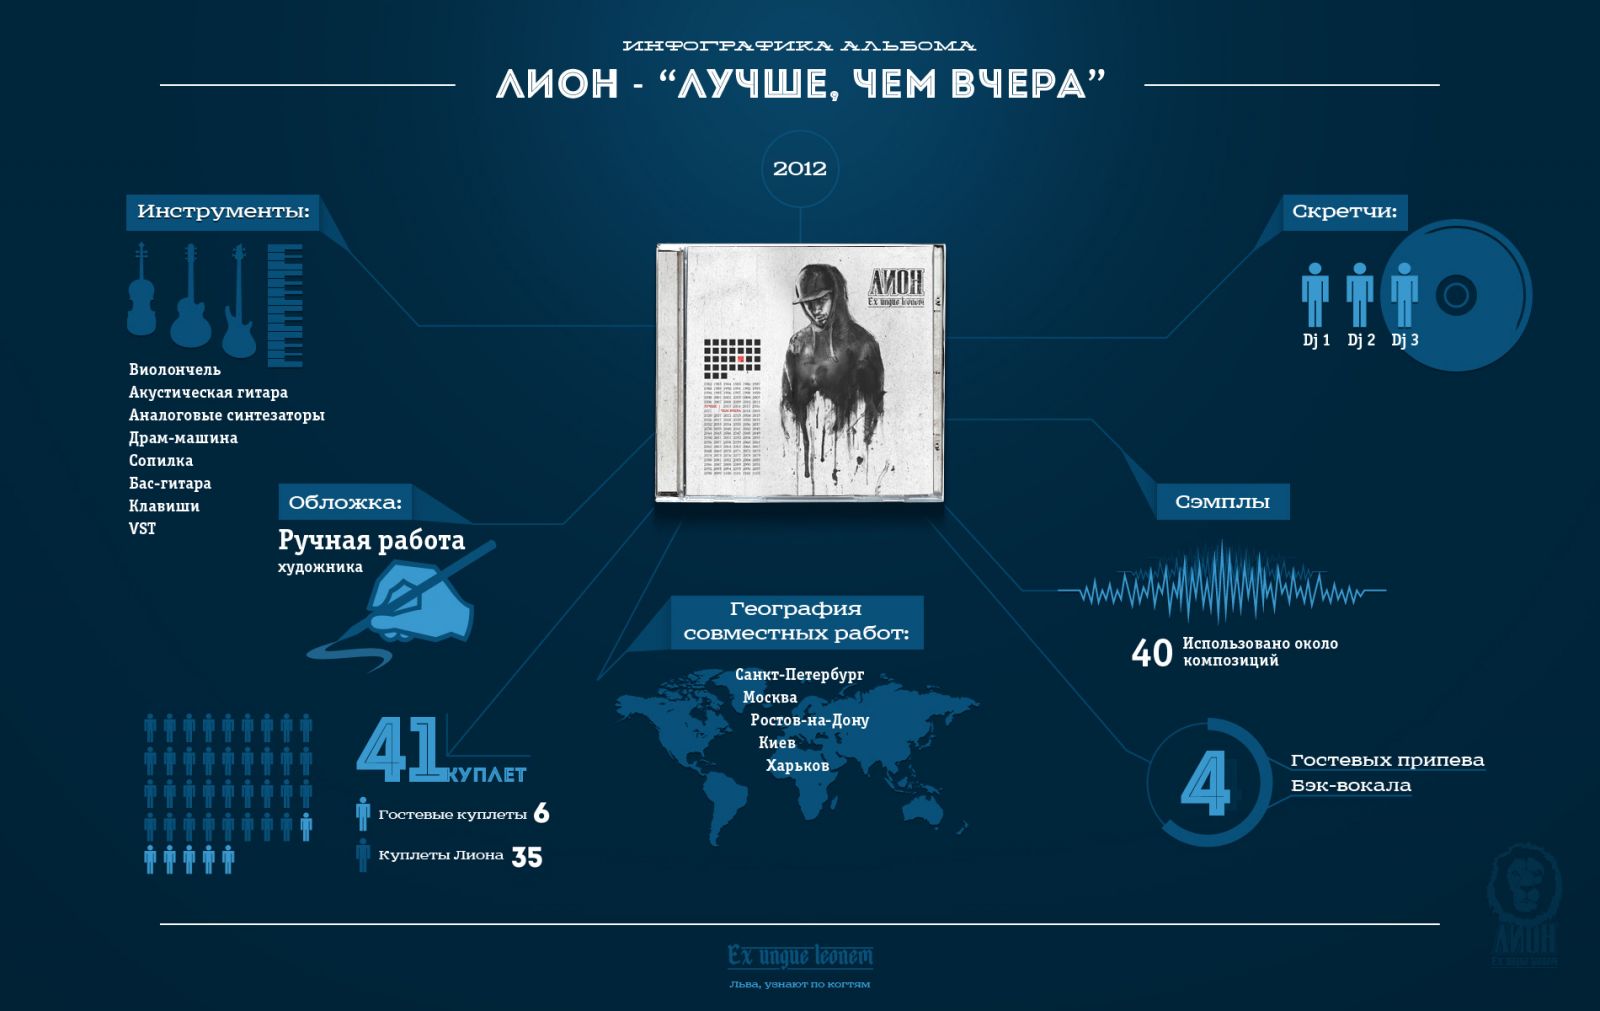 ИНФОГРАФИКА АЛЬБОМА
ЛИОН - “ЛУЧШЕ, ЧЕМ ВЧЕРА”
2012
Инструменты:
Виолончель
Акустическая гитара
Аналоговые синтезаторы
Драм-машина
Сопилка
Бас-гитара
Клавиши
VST
Обложка:
Ручная работа
художника
ЛИОН
Ex ungue leonem
Скретчи:
Dj 1 Dj 2 Dj 3
Сэмплы
40 Использовано около
композиций
География
совместных работ:
Санкт-Петербург
Москва
Ростов-на-Дону
Киев
Харьков
41 КУПЛЕТ
Гостевые куплеты 6
Куплеты Лиона 35
4
Гостевых припева
Бэк-вокала
Ex ungue leonem
Льва, узнают по когтям
ЛИОН
Ex ungue leonem